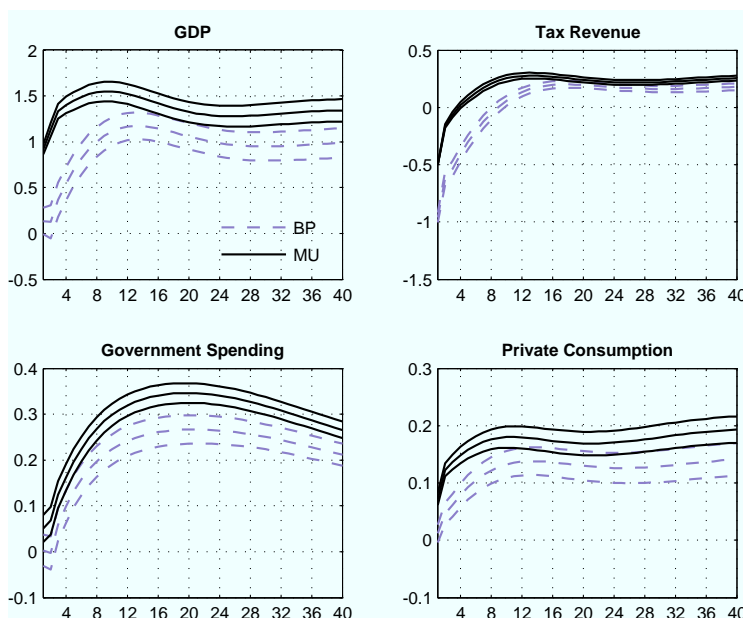 GDP
2
1.5
1
0.5
0
-0.5
BP
MU
4 8 12 16 20 24 28 32 36 40
Tax Revenue
0.5
0
-0.5
-1
-1.5
4 8 12 16 20 24 28 32 36 40
Government Spending
0.4
0.3
0.2
0.1
0
-0.1
4 8 12 16 20 24 28 32 36 40
Private Consumption
0.3
0.2
0.1
0
-0.1
4 8 12 16 20 24 28 32 36 40